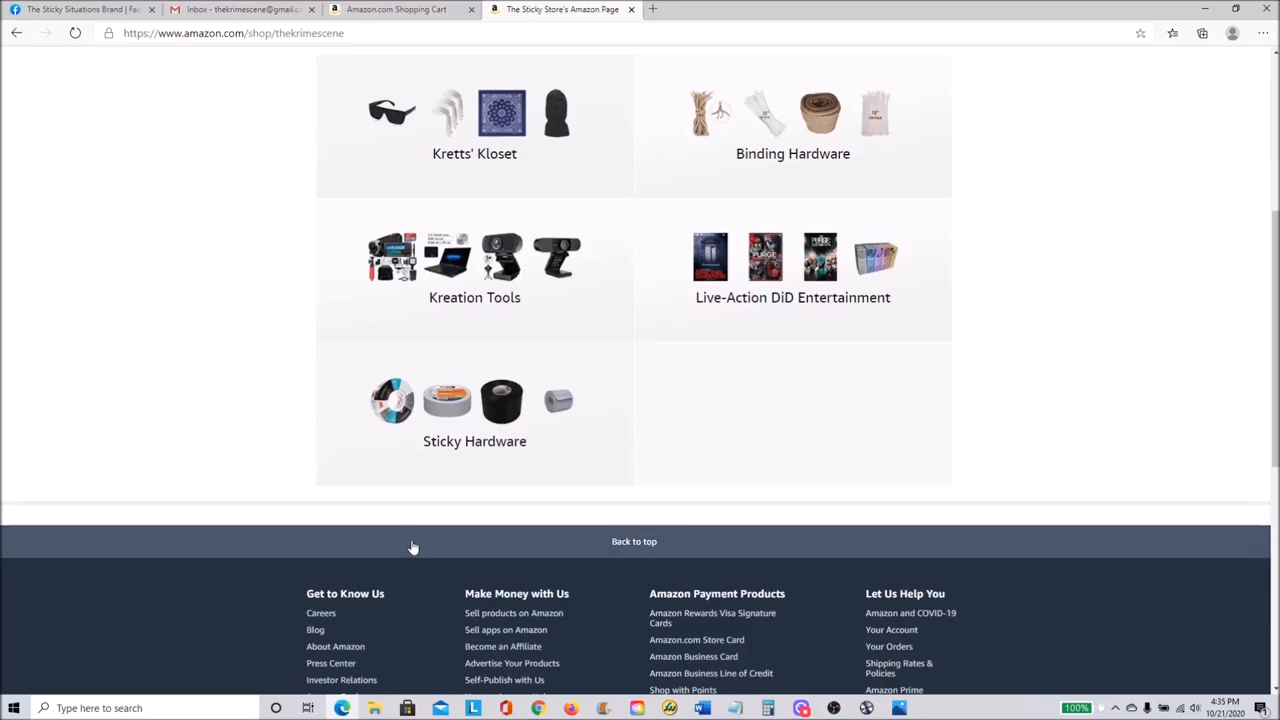 The Sticky Situations Brand | Fac
Inbox - thekrimescene@gmail.co
Amazon.com Shopping Cart
The Sticky Store's Amazon Page
https://www.amazon.com/shop/thekrimescene
Kretts' Kloset
Binding Hardware
Kreation Tools
Live-Action DiD Entertainment
Sticky Hardware
Back to top
Get to Know Us
Careers
Blog
About Amazon
Press Center
Investor Relations
Make Money with Us
Sell products on Amazon
Sell apps on Amazon
Become an Affiliate
Advertise Your Products
Self-Publish with Us
Amazon Payment Products
Amazon Rewards Visa Signature
Cards
Amazon.com Store Card
Amazon Business Card
Amazon Business Line of Credit
Shop with Points
Let Us Help You
Amazon and COVID-19
Your Account
Your Orders
Shipping Rates &
Policies
Amazon Prime
Type here to search
100%
4:35 PM
10/21/2020